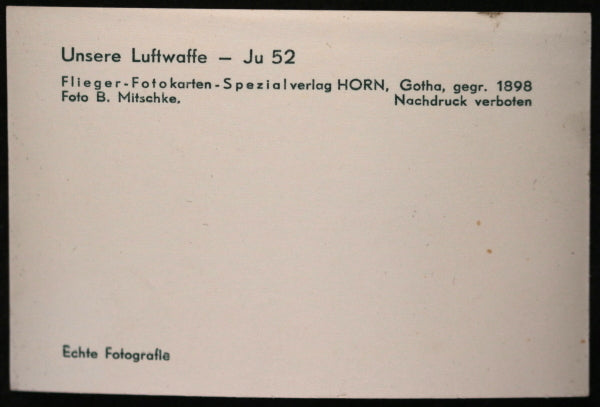 Unsere Luftwaffe – Ju 52
Flieger-Fotokarten-Spezialverlag HORN, Gotha, gegr. 1898
Foto B. Mitschke. Nachdruck verboten
Echte Fotografie